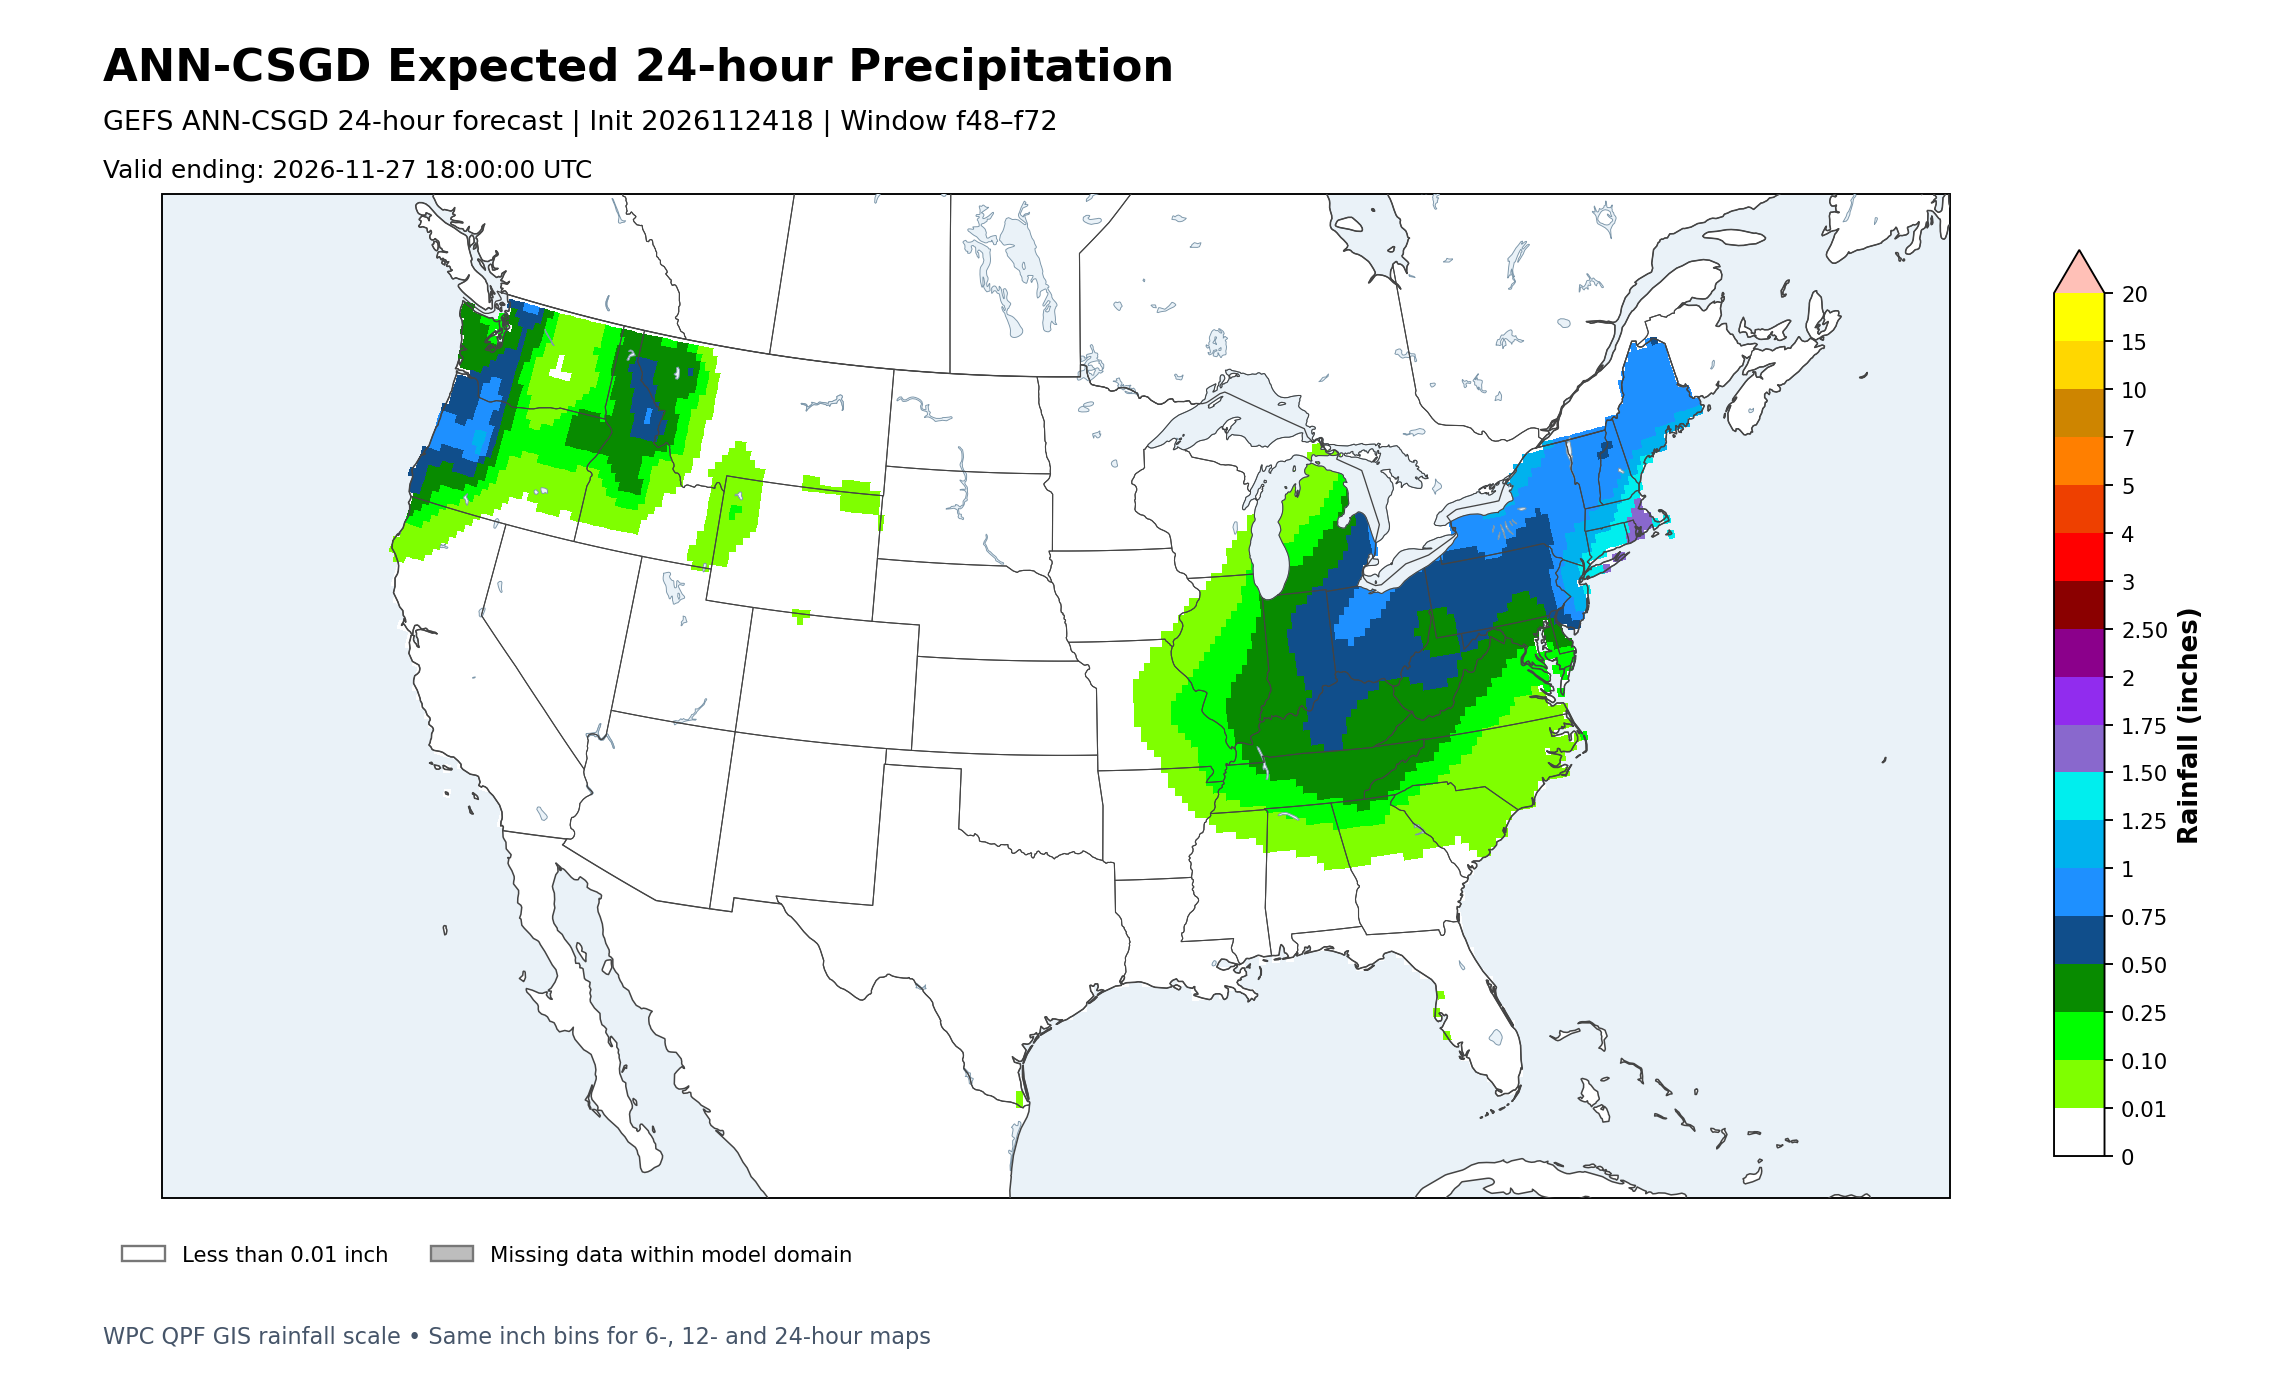 ANN-CSGD Expected 24-hour Precipitation
GEFS ANN-CSGD 24-hour forecast | Init 2026112418 | Window f48–f72
Valid ending: 2026-11-27 18:00:00 UTC
20
15
10
7
5
4
3
2.50
2
1.75
1.50
1.25
1
0.75
0.50
0.25
0.10
0.01
0
Rainfall (inches)
Less than 0.01 inch
Missing data within model domain
WPC QPF GIS rainfall scale • Same inch bins for 6-, 12- and 24-hour maps